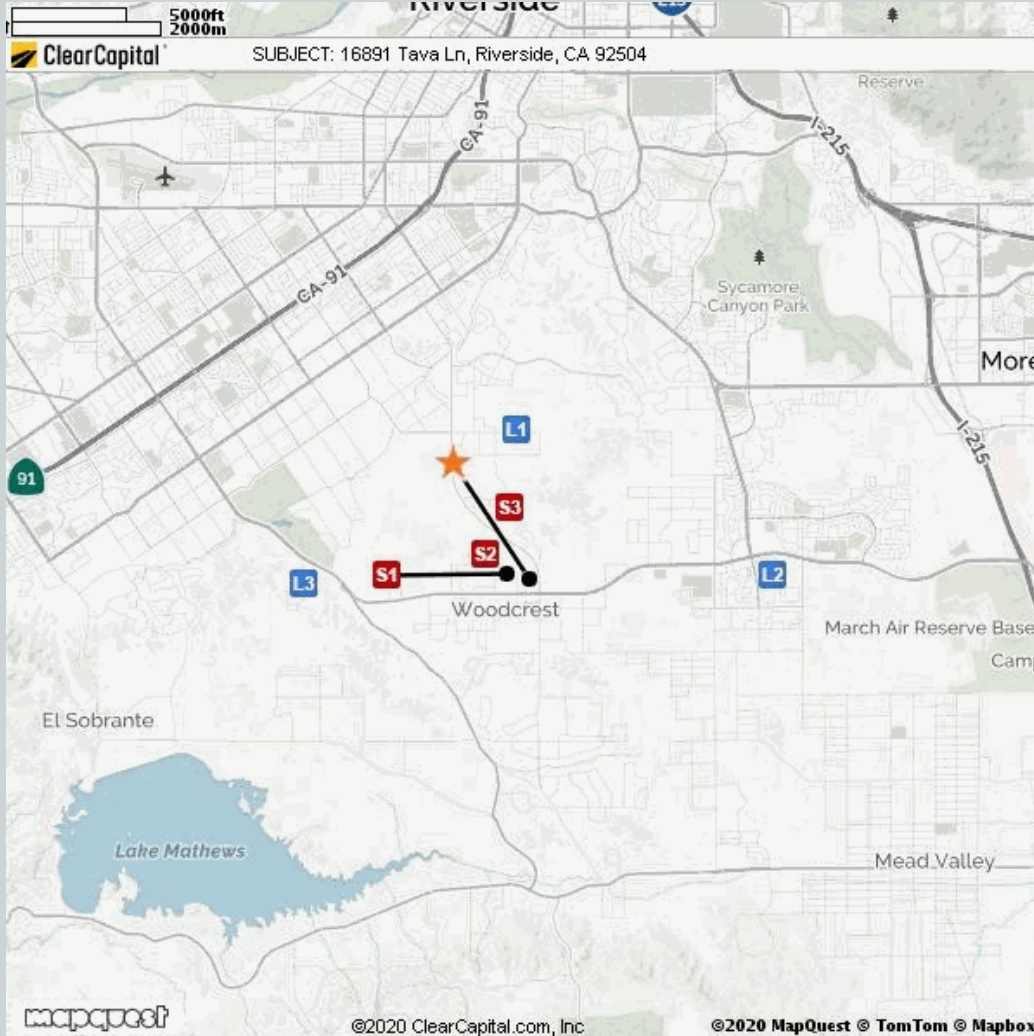 Riverside
5000ft
2000m
ClearCapital
SUBJECT: 16891 Tava Ln, Riverside, CA 92504
Reserve
CA-91
I-215
CA-91
Sycamore
Canyon Park
More
L1
I-215
91
S3
S2
S1
L3
L2
Woodcrest
March Air Reserve Base
Cam
El Sobrante
Lake Mathews
Mead Valley
mapquest
©2020 ClearCapital.com, Inc
©2020 MapQuest © TomTom © Mapbox